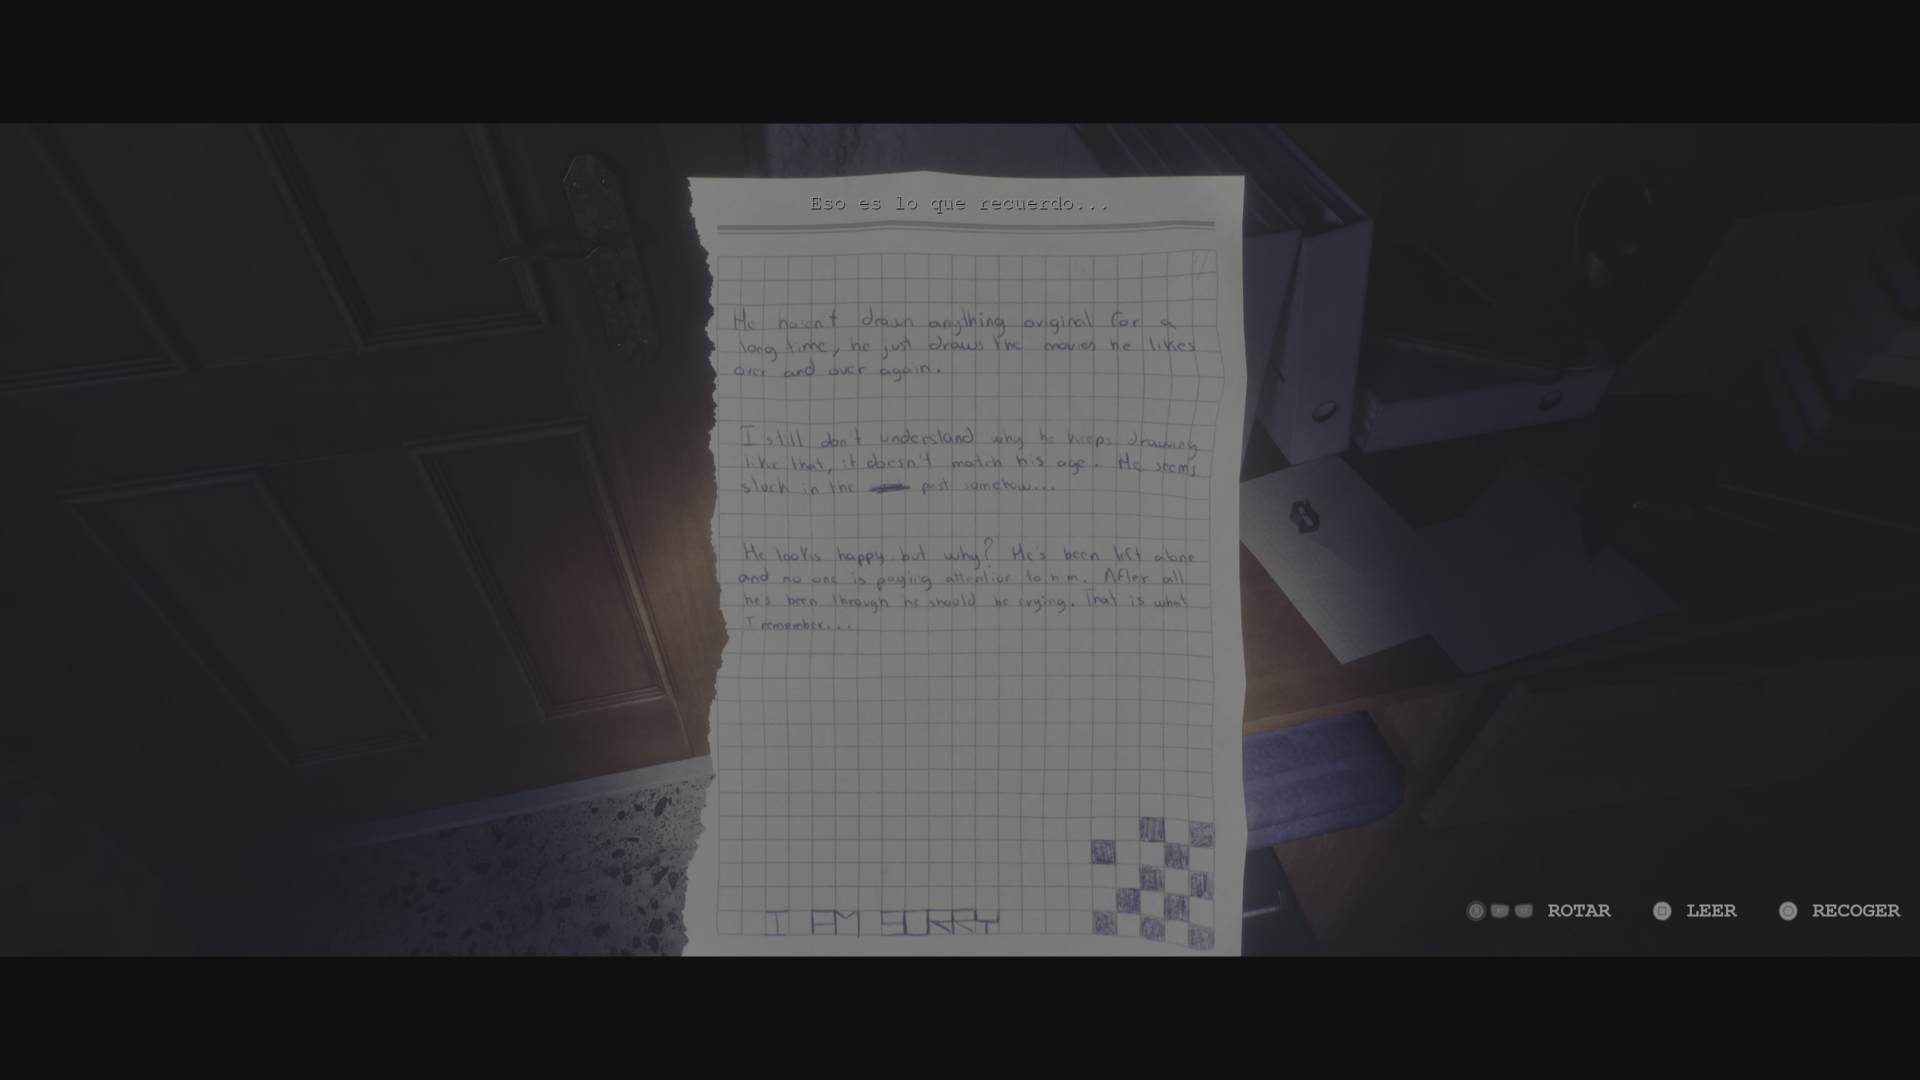 Eso es lo que recuerdo...
He hasn't drawn anything original for a
long time, he just draws the movies he likes
over and over again.
I still don't understand why he keeps drawing
like that, it doesn't match his age. He seems
stuck in the past somehow...
He looks happy but why? He's been left alone
and no one is paying attention to him. After all
he's been through he should be crying. That is what
I remember...
I AM SORRY
ROTAR
LEER
RECOGER